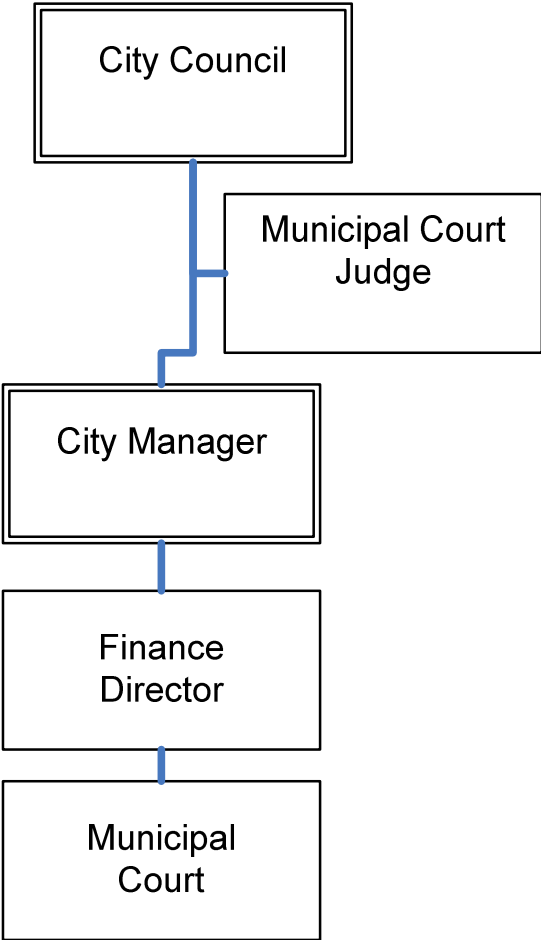 City Council
Municipal Court
Judge
City Manager
Finance
Director
Municipal
Court